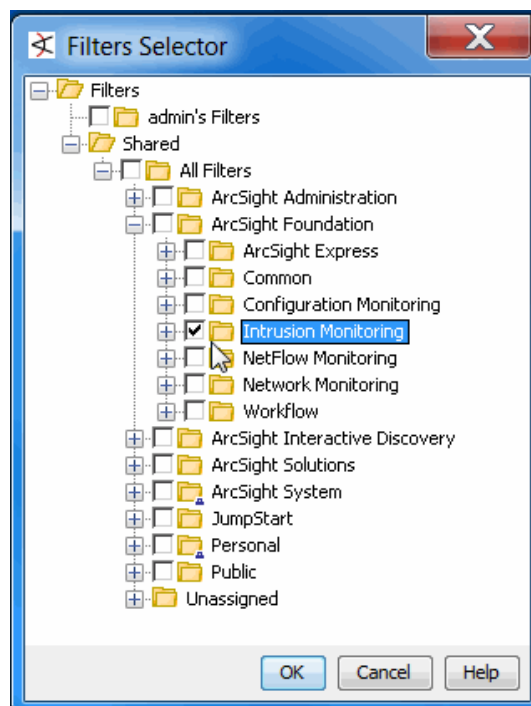 Filters Selector
Filters
admin's Filters
Shared
All Filters
ArcSight Administration
ArcSight Foundation
ArcSight Express
Common
Configuration Monitoring
Intrusion Monitoring
NetFlow Monitoring
Network Monitoring
Workflow
ArcSight Interactive Discovery
ArcSight Solutions
ArcSight System
JumpStart
Personal
Public
Unassigned
OK Cancel Help